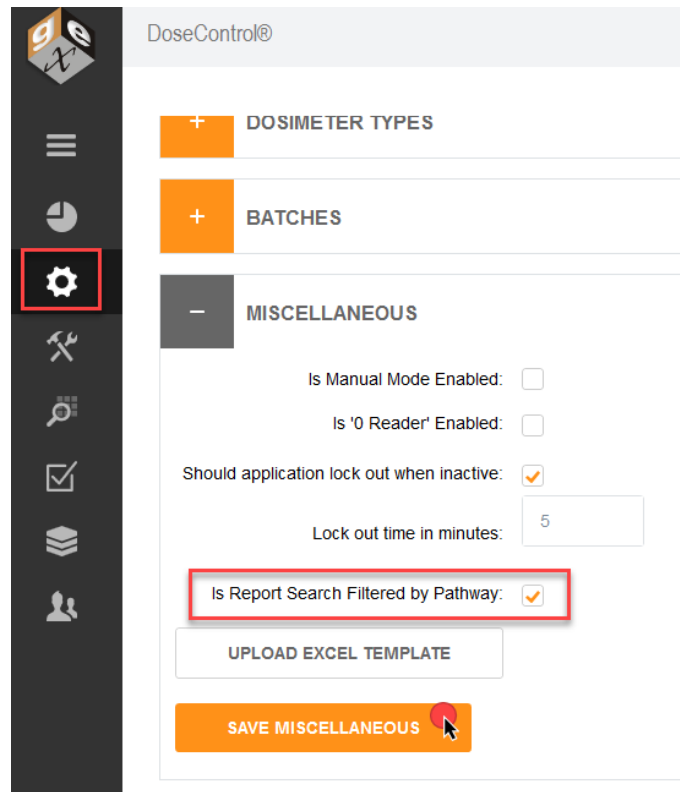 gex
DoseControl®
+ DOSIMETER TYPES
+ BATCHES
− MISCELLANEOUS
Is Manual Mode Enabled:
Is '0 Reader' Enabled:
Should application lock out when inactive:
Lock out time in minutes: 5
Is Report Search Filtered by Pathway:
UPLOAD EXCEL TEMPLATE
SAVE MISCELLANEOUS